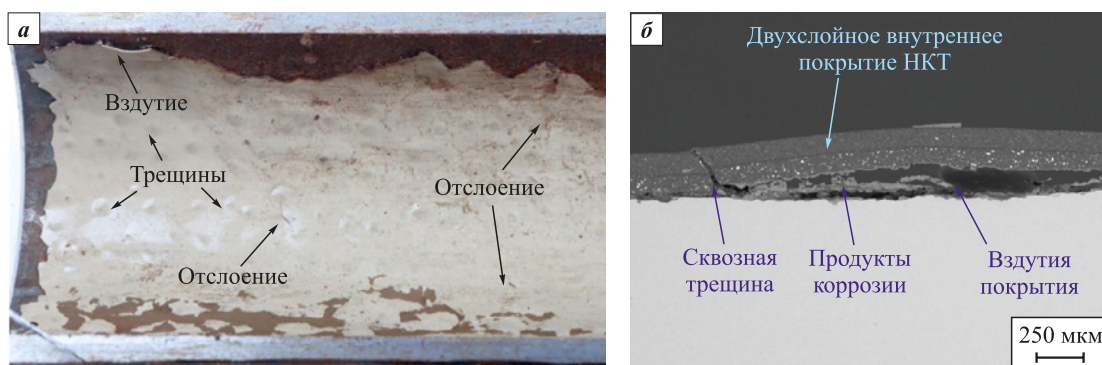 а
Вздутие
Трещины
Отслоение
Отслоение
б
Двухслойное внутреннее
покрытие НКТ
Сквозная
трещина
Продукты
коррозии
Вздутия
покрытия
250 мкм